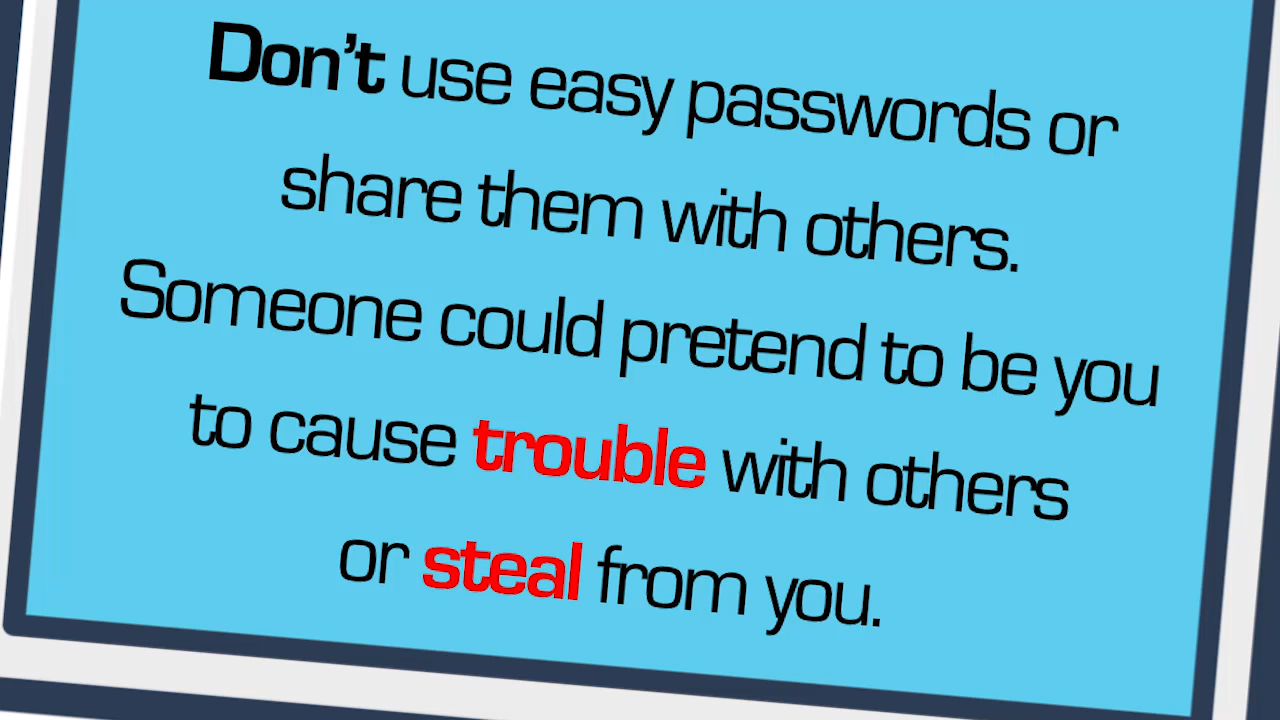 Don't use easy passwords or
share them with others.
Someone could pretend to be you
to cause trouble with others
or steal from you.